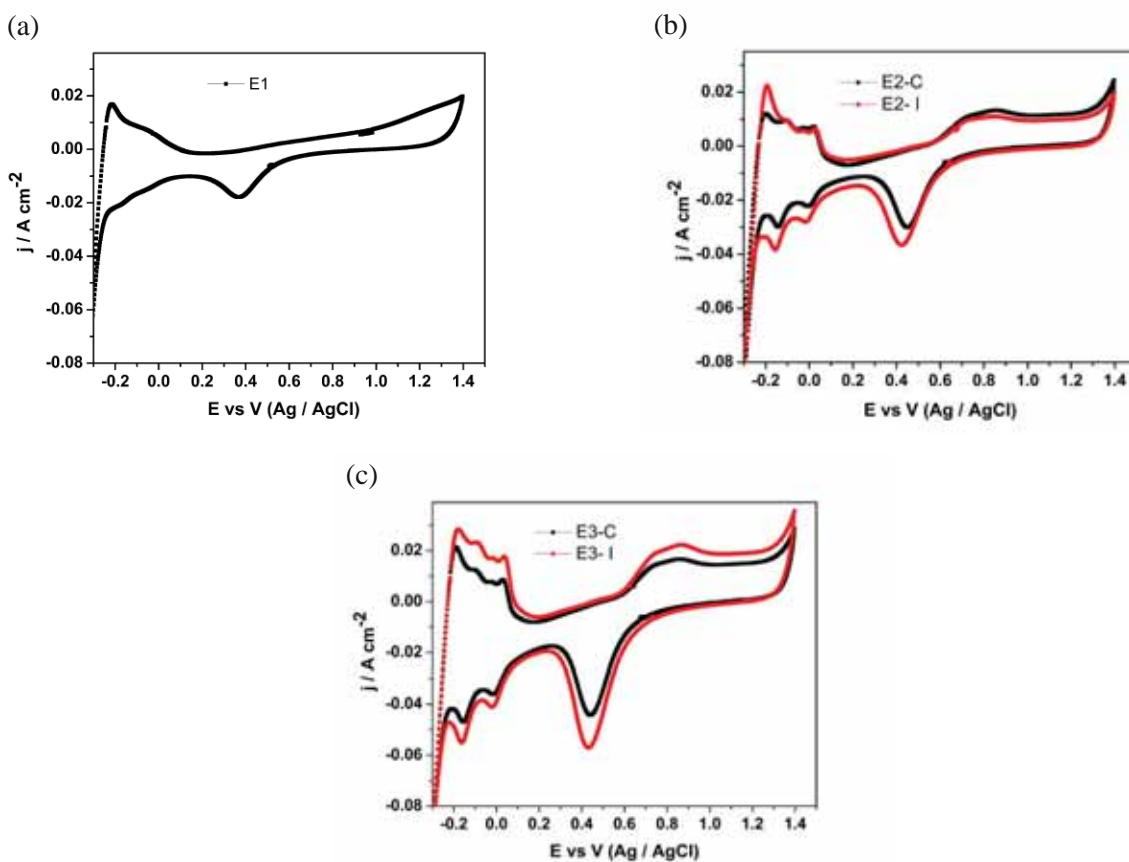 (a)
E1
0.02
0.00
-0.02
-0.04
-0.06
-0.08
j / A cm-2
-0.2 0.0 0.2 0.4 0.6 0.8 1.0 1.2 1.4
E vs V (Ag / AgCl)
(b)
E2-C
E2- I
0.02
0.00
-0.02
-0.04
-0.06
-0.08
j / A cm-2
-0.2 0.0 0.2 0.4 0.6 0.8 1.0 1.2 1.4
E vs V (Ag / AgCl)
(c)
E3-C
E3- I
0.02
0.00
-0.02
-0.04
-0.06
-0.08
j / A cm-2
-0.2 0.0 0.2 0.4 0.6 0.8 1.0 1.2 1.4
E vs V (Ag / AgCl)